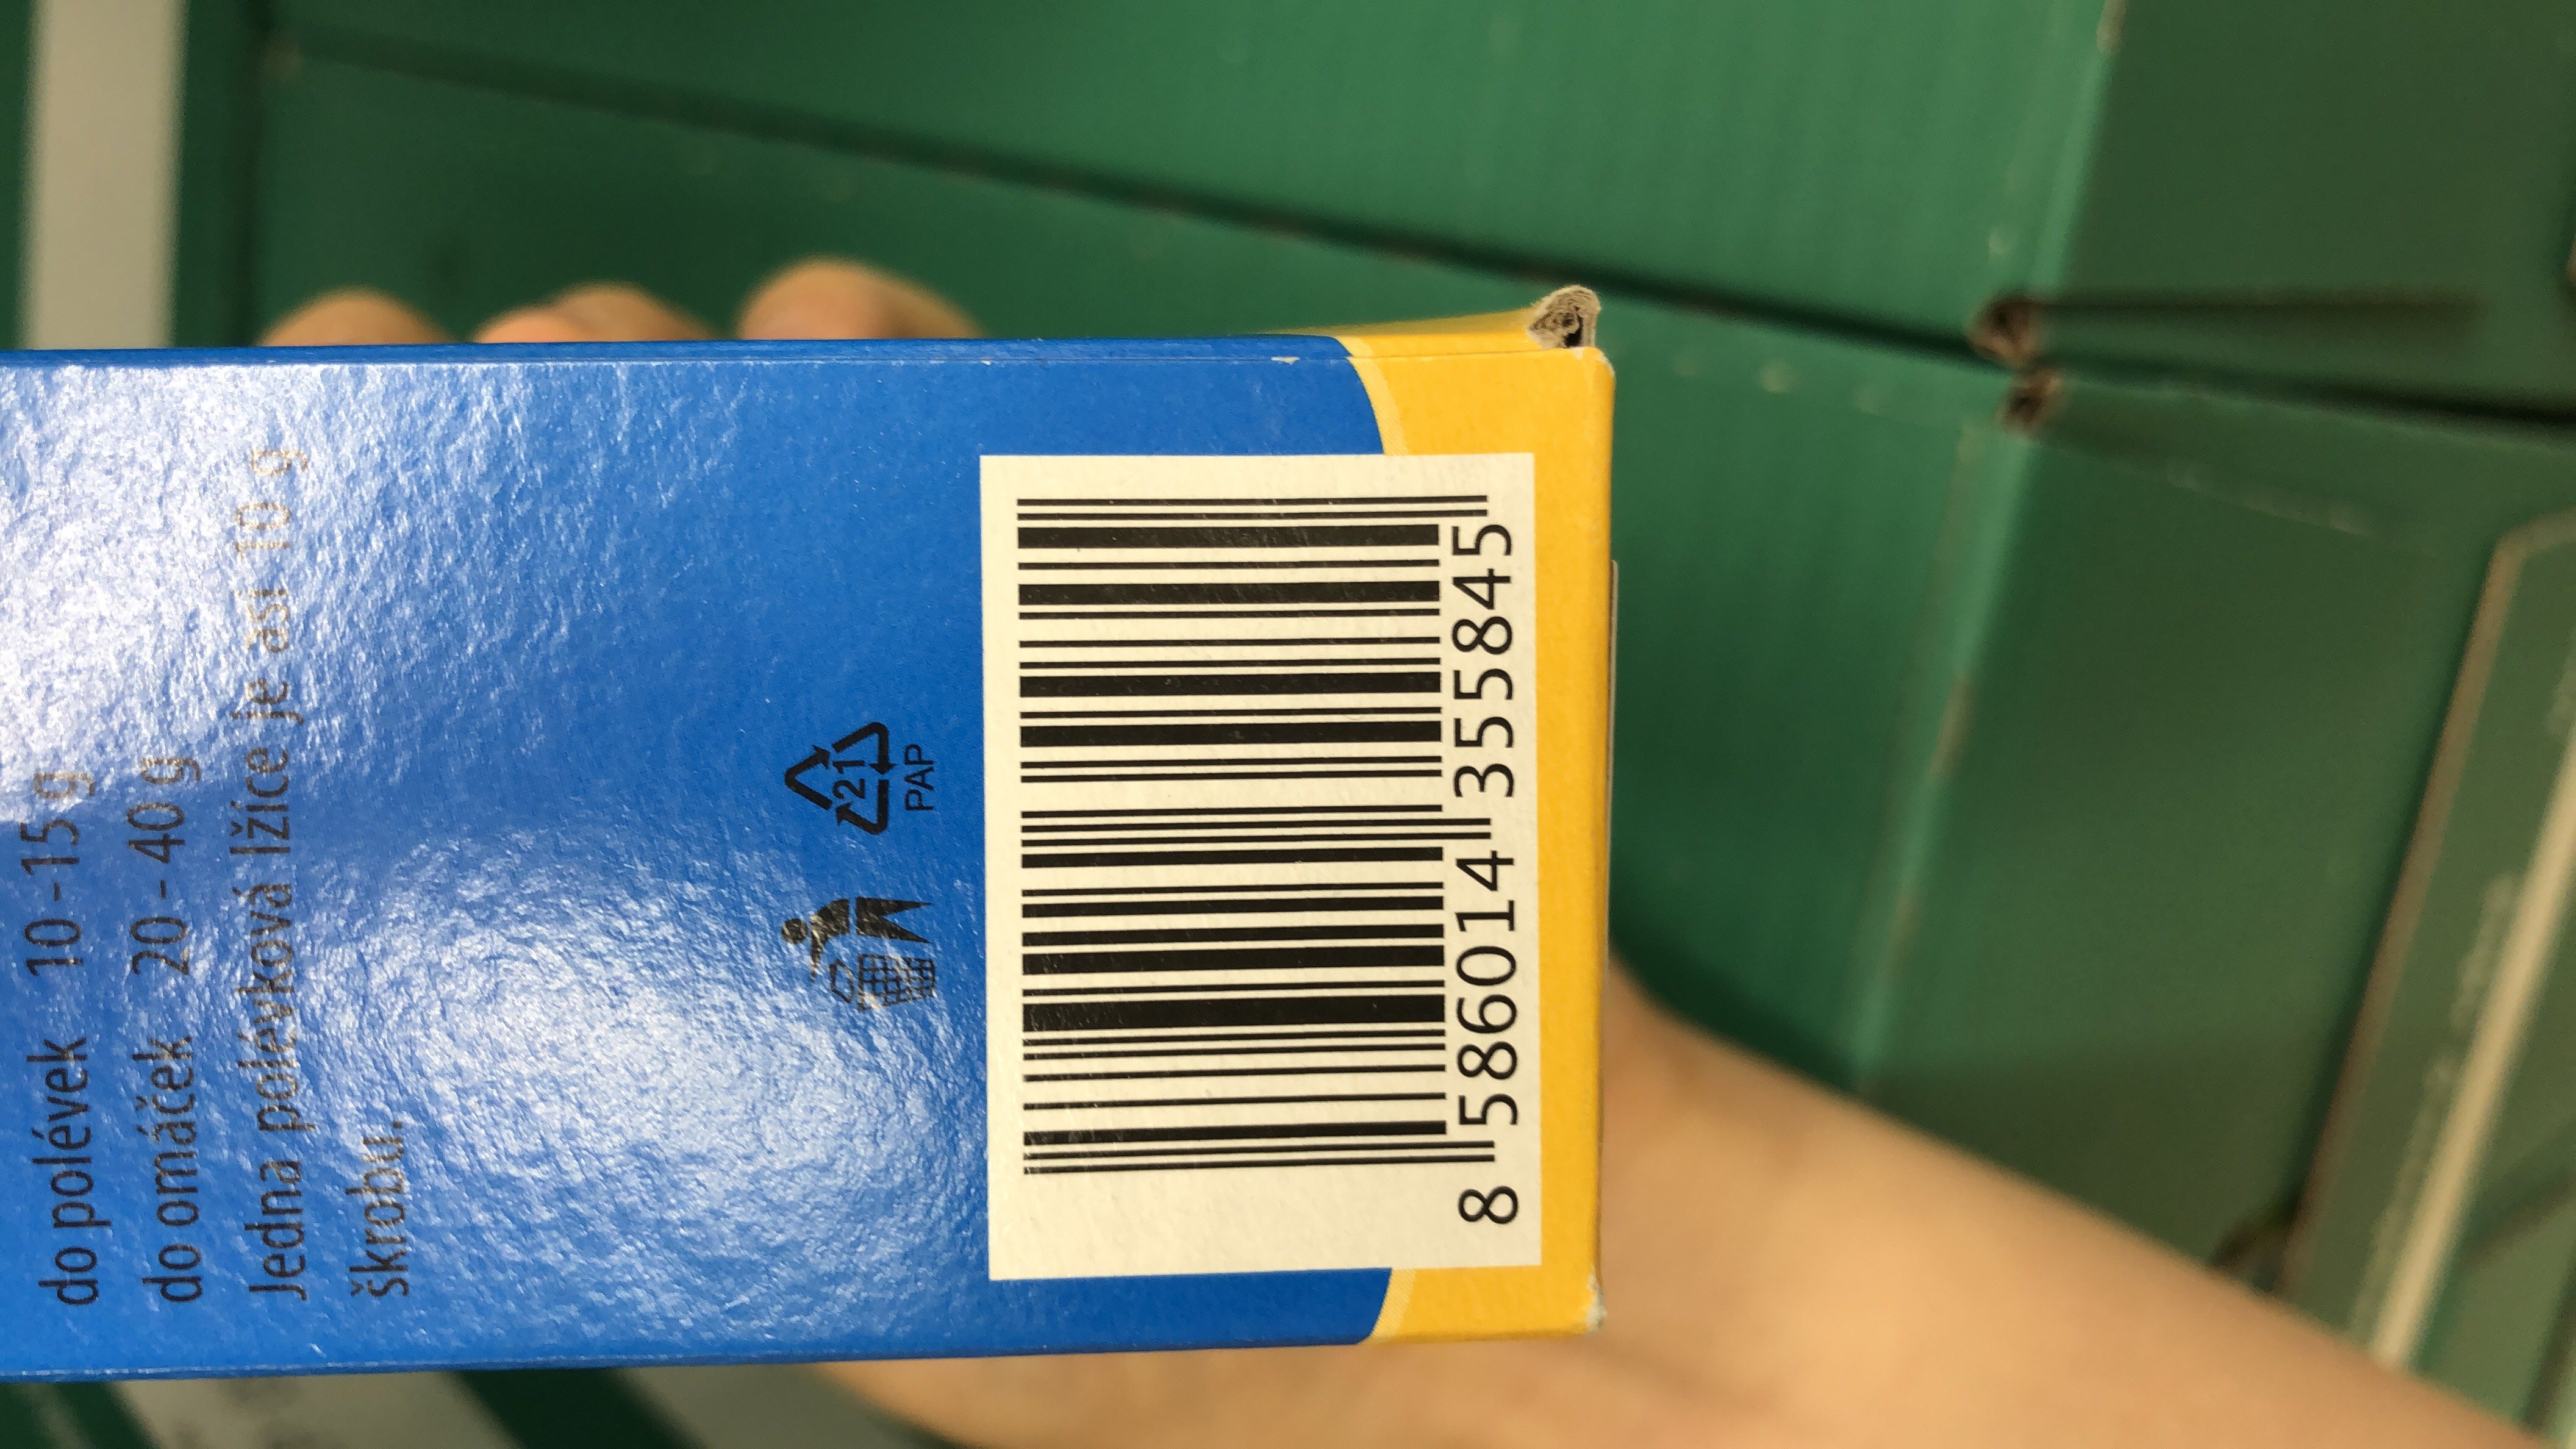 do polévek 10 - 15 g
do omáček 20 - 40 g
Jedna polévková lžíce je asi 10 g
škrobu.
21
PAP
8 586014 355845